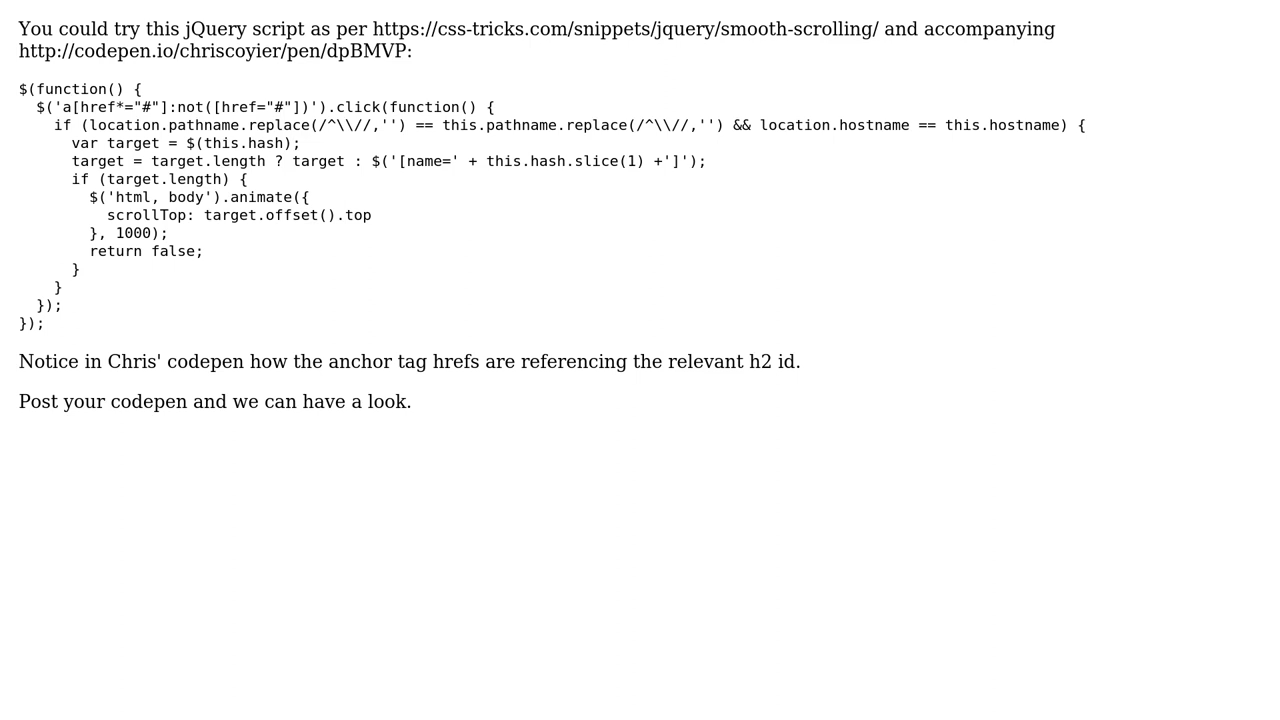 You could try this jQuery script as per https://css-tricks.com/snippets/jquery/smooth-scrolling/ and accompanying
http://codepen.io/chriscoyier/pen/dpBMVP:
$(function() {
  $('a[href*="#"]:not([href="#"])').click(function() {
    if (location.pathname.replace(/^\\//,'') == this.pathname.replace(/^\\//,'') && location.hostname == this.hostname) {
      var target = $(this.hash);
      target = target.length ? target : $('[name=' + this.hash.slice(1) +']');
      if (target.length) {
        $('html, body').animate({
          scrollTop: target.offset().top
        }, 1000);
        return false;
      }
    }
  });
});
Notice in Chris' codepen how the anchor tag hrefs are referencing the relevant h2 id.
Post your codepen and we can have a look.